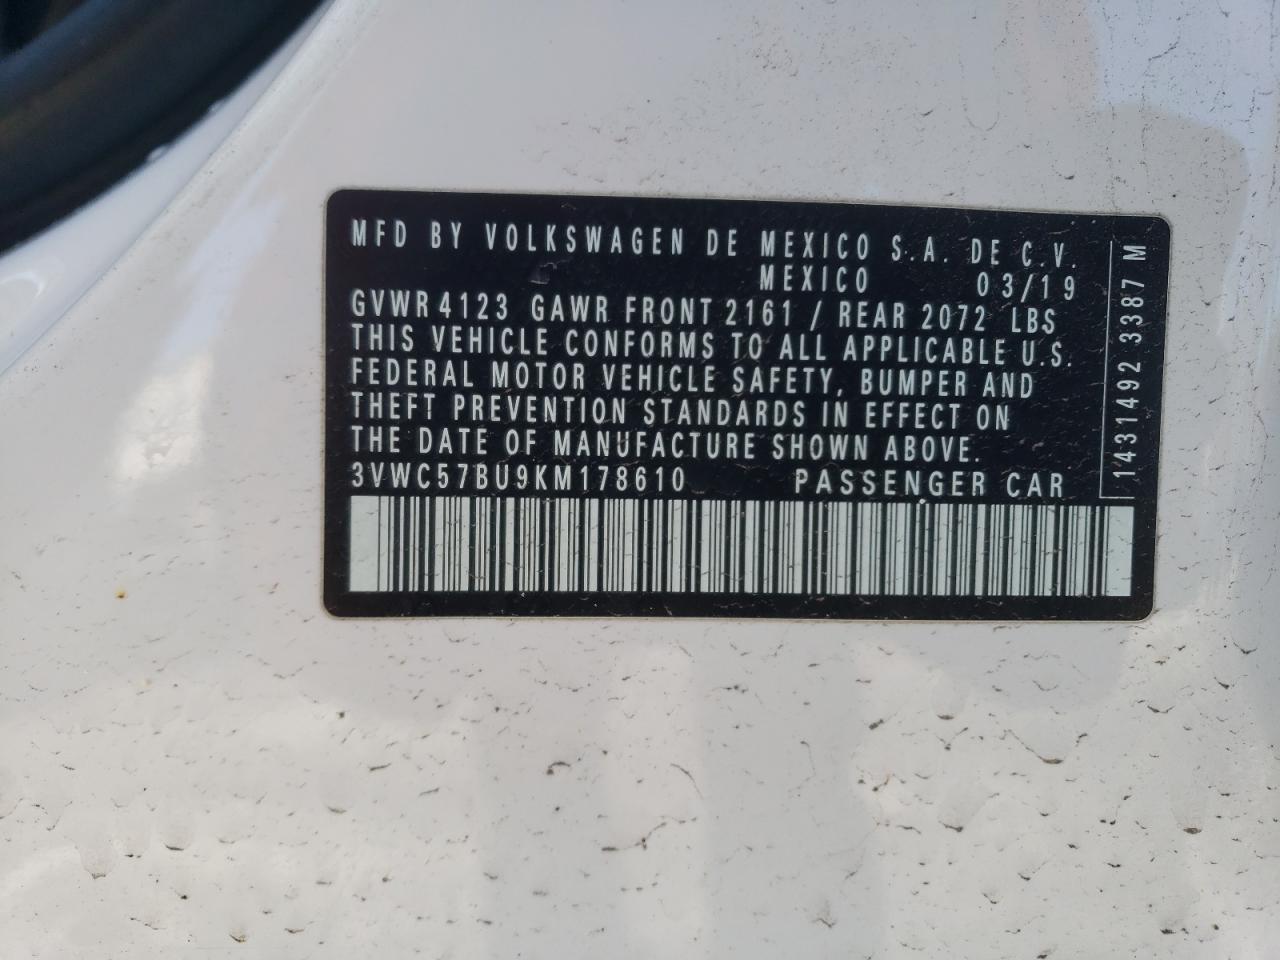 MFD BY VOLKSWAGEN DE MEXICO S.A. DE C.V.
MEXICO 03/19
GVWR 4123 GAWR FRONT 2161 / REAR 2072 LBS
THIS VEHICLE CONFORMS TO ALL APPLICABLE U.S.
FEDERAL MOTOR VEHICLE SAFETY, BUMPER AND
THEFT PREVENTION STANDARDS IN EFFECT ON
THE DATE OF MANUFACTURE SHOWN ABOVE.
3VWC57BU9KM178610 PASSENGER CAR
1431492 3387 M